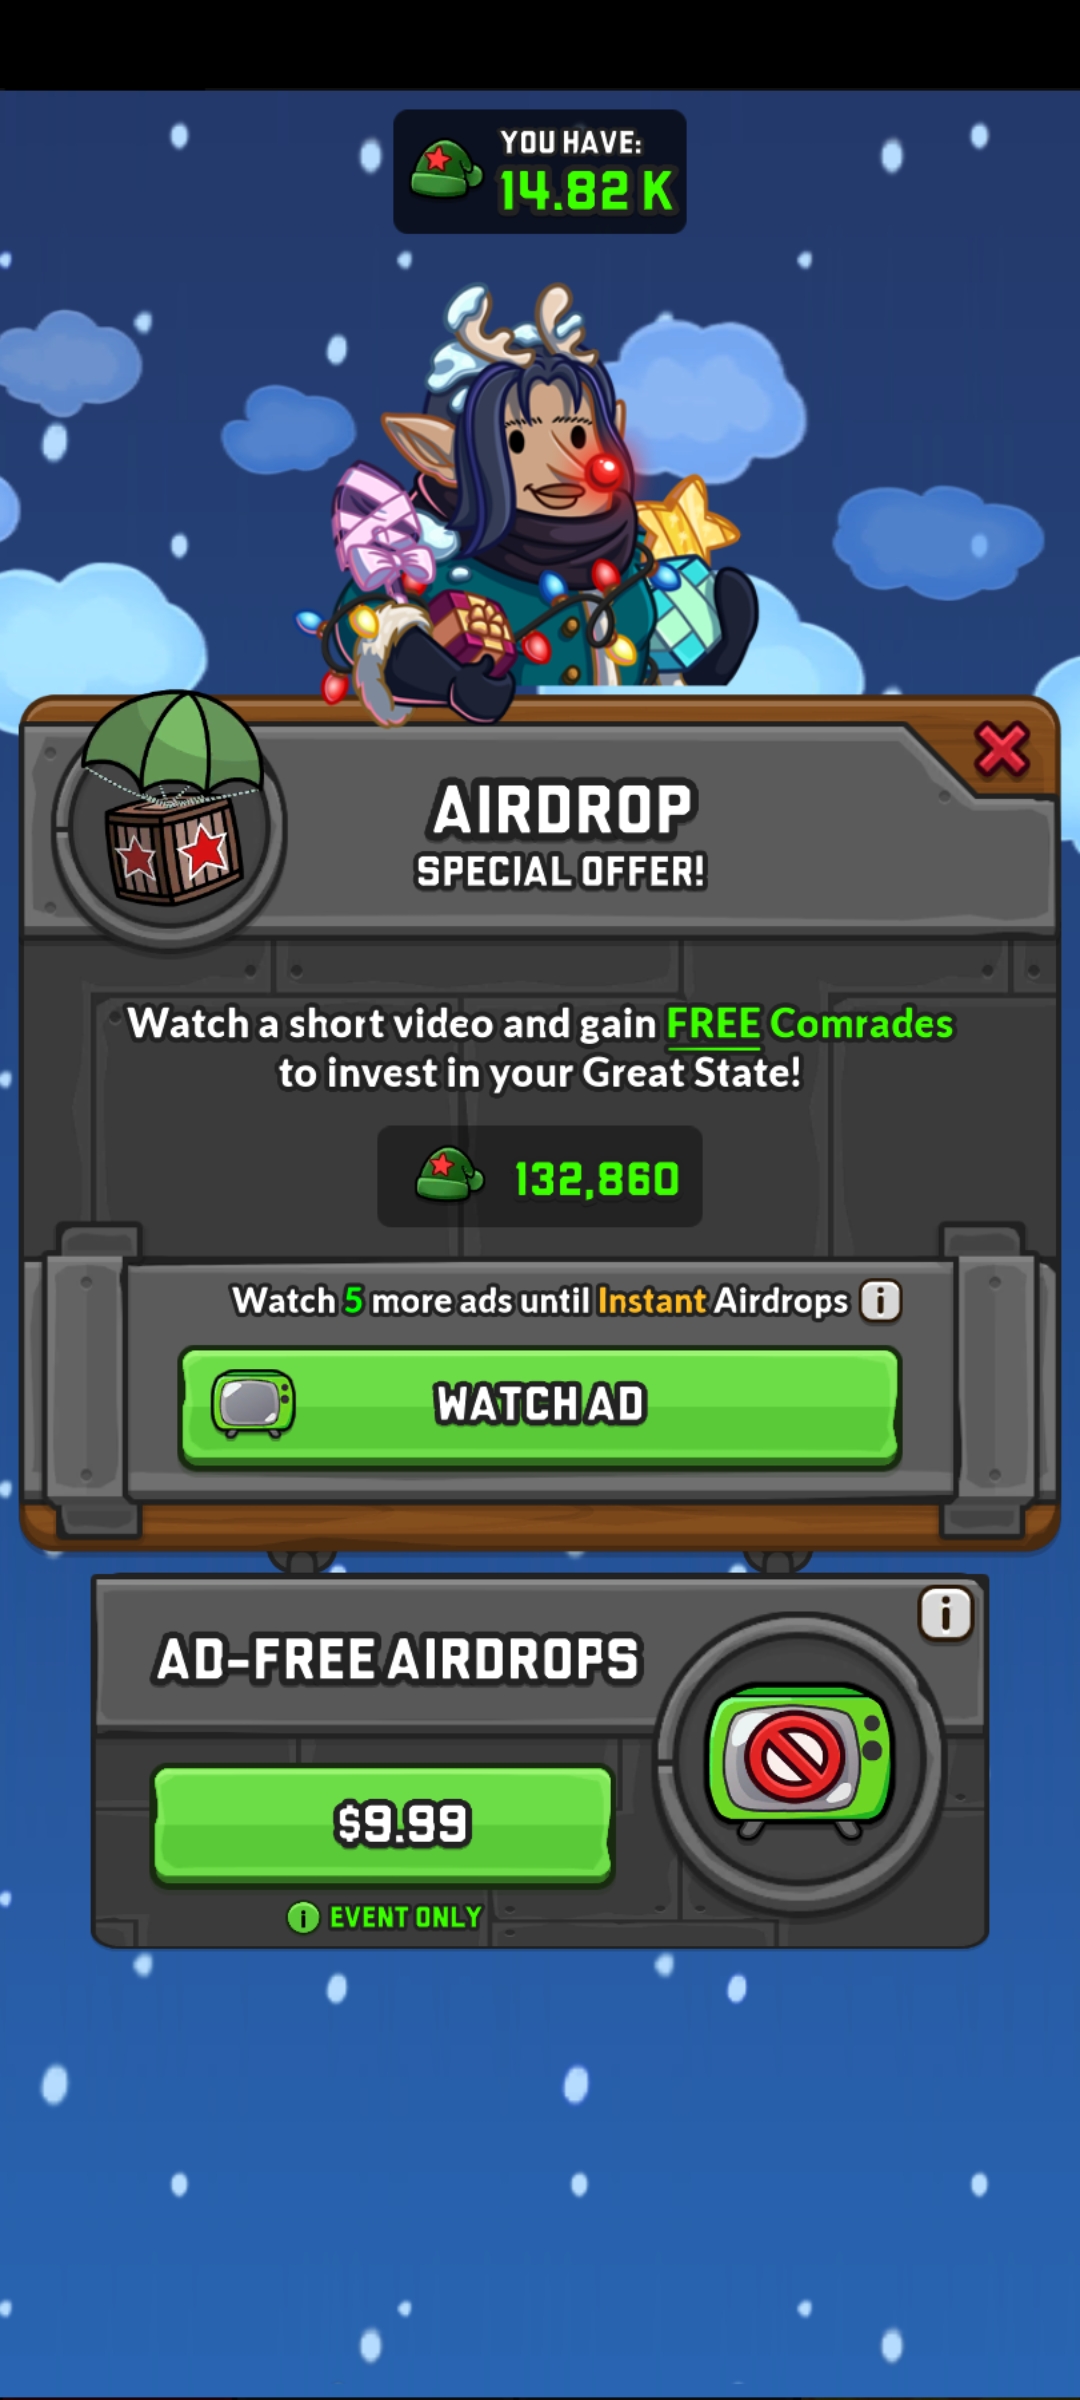 YOU HAVE:
14.82 K
AIRDROP
SPECIAL OFFER!
Watch a short video and gain FREE Comrades
to invest in your Great State!
132,860
Watch 5 more ads until Instant Airdrops i
WATCH AD
i
AD-FREE AIRDROPS
$9.99
i EVENT ONLY